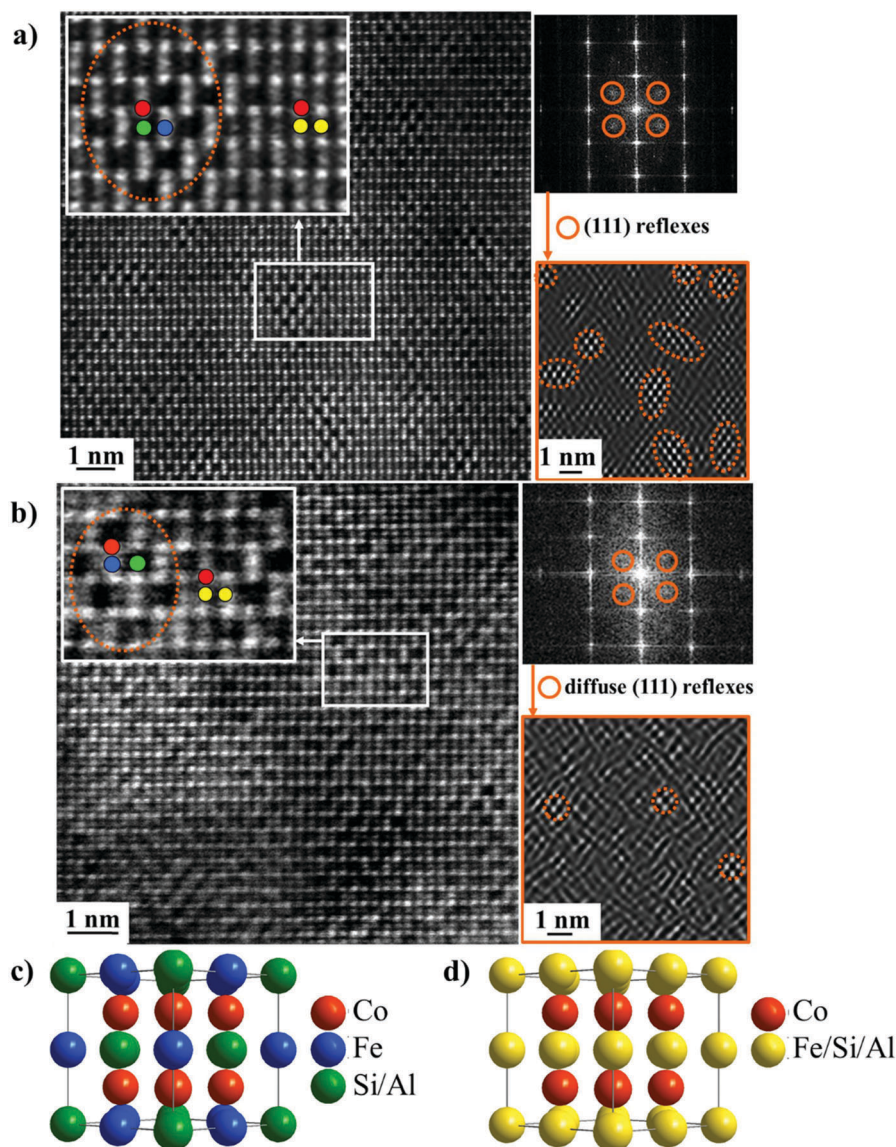 a)
(111) reflexes
1 nm
1 nm
b)
diffuse (111) reflexes
1 nm
1 nm
c)
Co
Fe
Si/Al
d)
Co
Fe/Si/Al